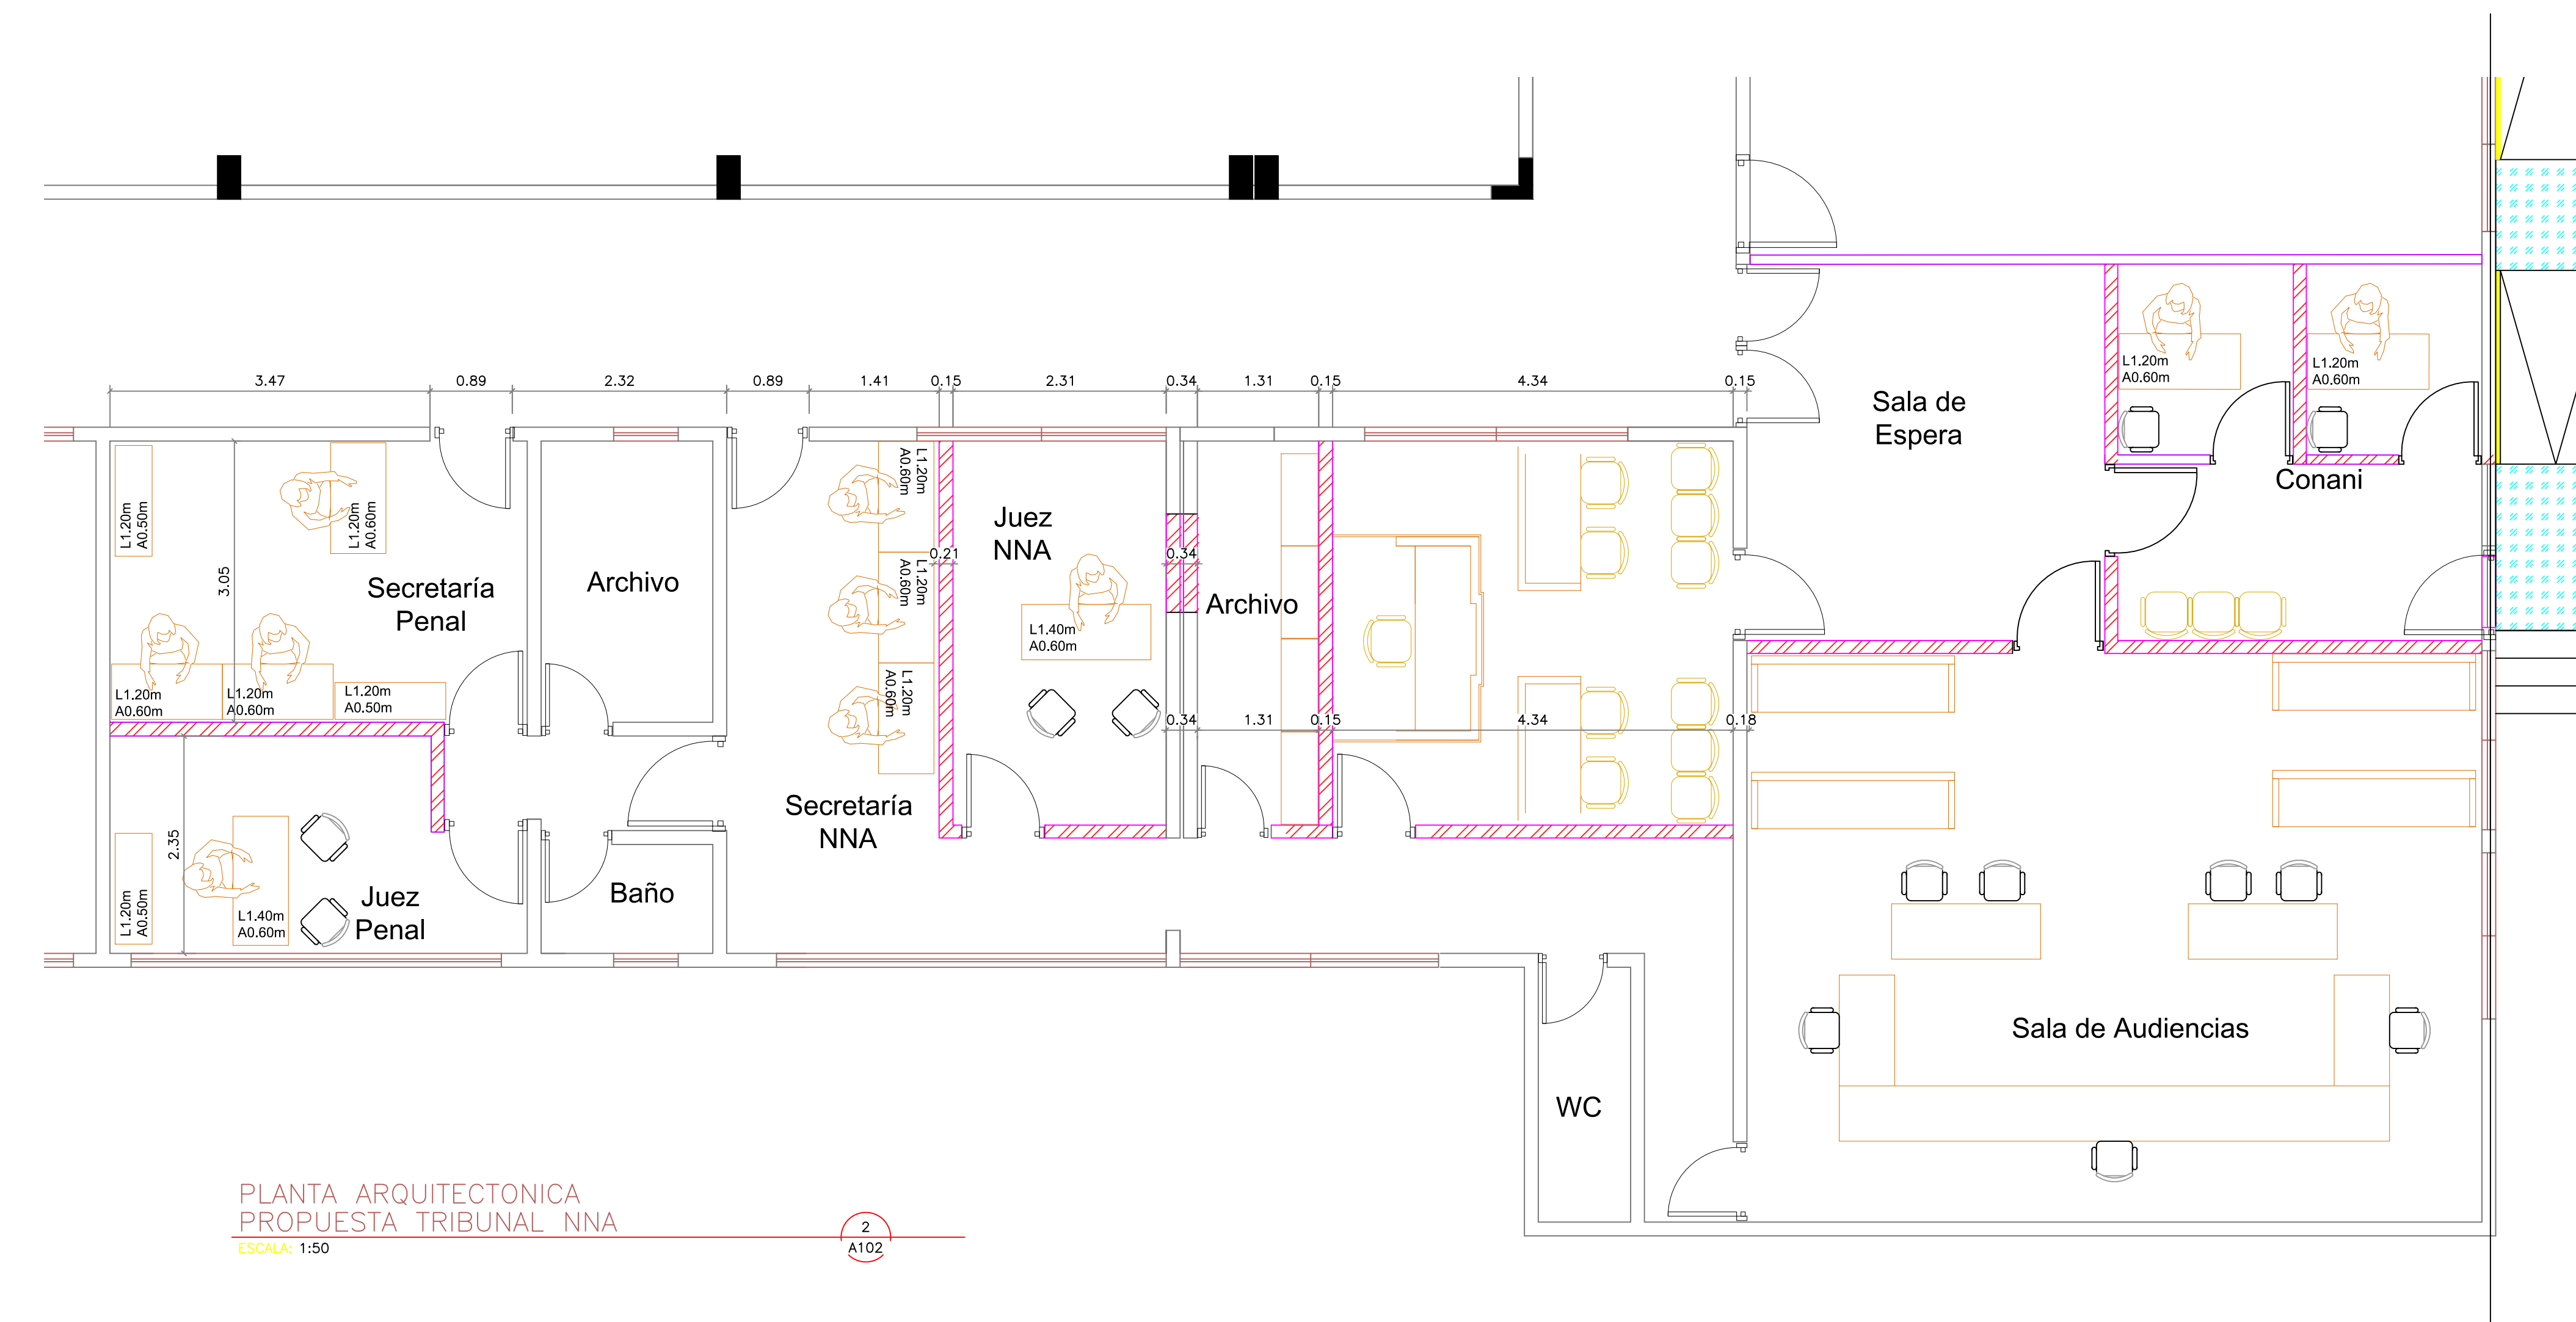 3.47
0.89
2.32
0.89
1.41
0.15
2.31
0.34
1.31
0.15
4.34
0.15
L1.20m
A0.50m
L1.20m
A0.60m
3.05
Secretaría
Penal
L1.20m
A0.60m
L1.20m
A0.60m
L1.20m
A0.50m
Archivo
L1.20m
A0.60m
L1.20m
A0.60m
L1.20m
A0.60m
0.21
Juez
NNA
L1.40m
A0.60m
0.34
Archivo
0.34
1.31
0.15
4.34
0.18
Sala de
Espera
L1.20m
A0.60m
L1.20m
A0.60m
Conani
2.35
L1.20m
A0.50m
L1.40m
A0.60m
Juez
Penal
Baño
Secretaría
NNA
WC
Sala de Audiencias
PLANTA ARQUITECTONICA
PROPUESTA TRIBUNAL NNA
ESCALA: 1:50
2
A102